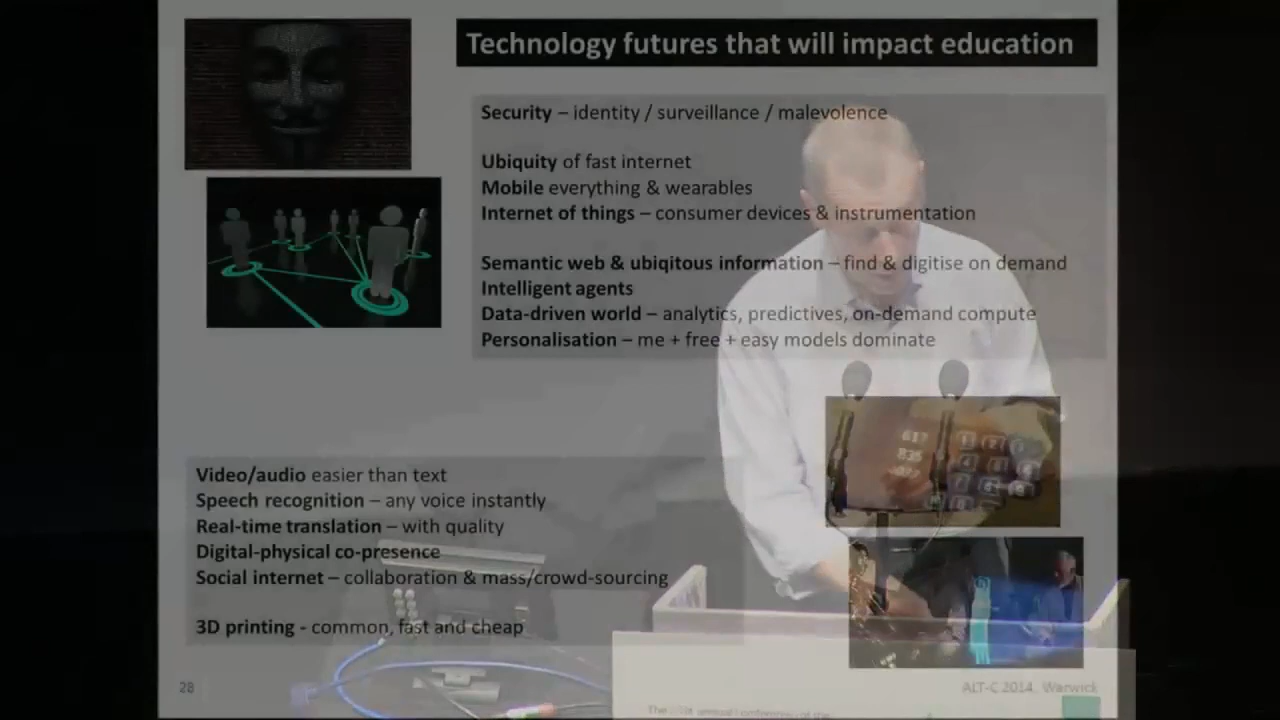 Technology futures that will impact education
Security – identity / surveillance / malevolence
Ubiquity of fast internet
Mobile everything & wearables
Internet of things – consumer devices & instrumentation
Semantic web & ubiqitous information – find & digitise on demand
Intelligent agents
Data-driven world – analytics, predictives, on-demand compute
Personalisation – me + free + easy models dominate
617
835
Video/audio easier than text
Speech recognition – any voice instantly
Real-time translation – with quality
Digital-physical co-presence
Social internet – collaboration & mass/crowd-sourcing
3D printing - common, fast and cheap
28
ALT-C 2014, Warwick